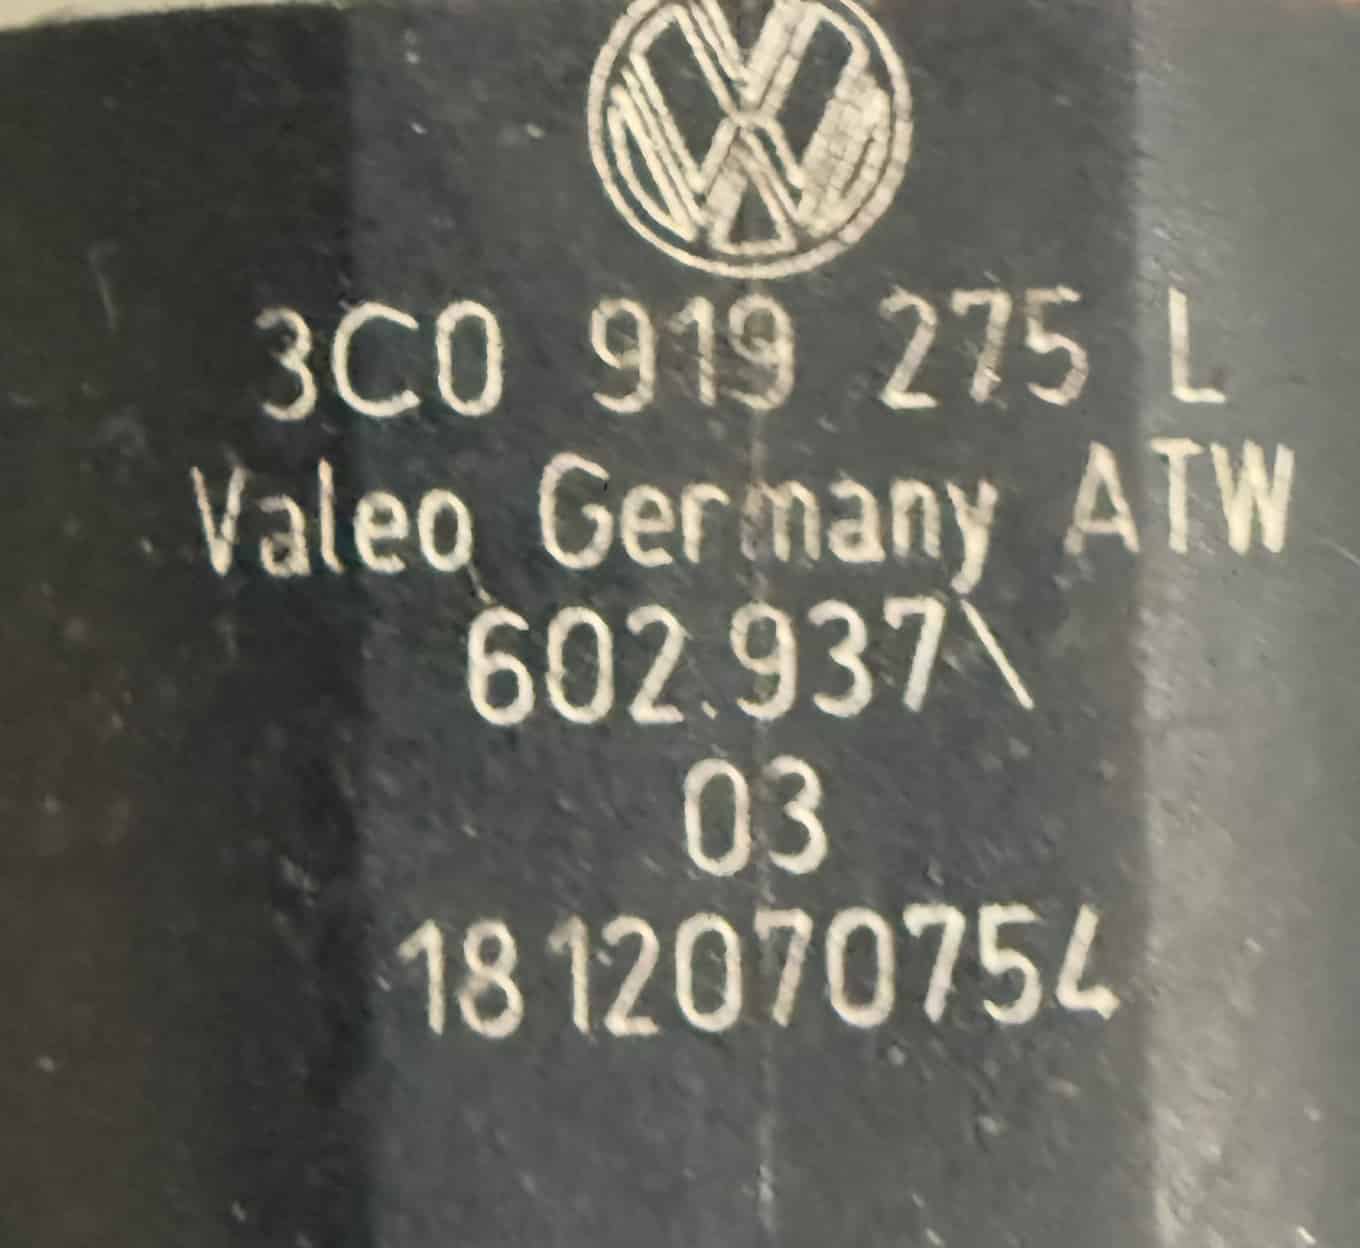 3C0 919 275 L
Valeo Germany ATW
602.937\
03
1812070754